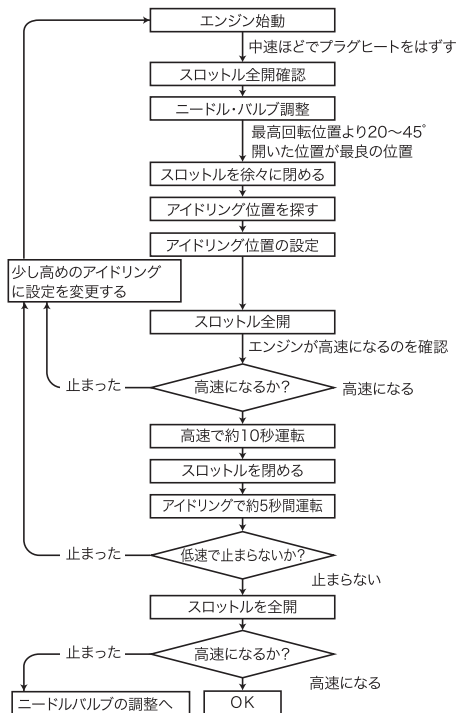 エンジン始動
中速ほどでプラグヒートをはずす
スロットル全開確認
ニードル・バルブ調整
最高回転位置より20～45°
開いた位置が最良の位置
スロットルを徐々に閉める
アイドリング位置を探す
アイドリング位置の設定
少し高めのアイドリング
に設定を変更する
スロットル全開
エンジンが高速になるのを確認
止まった
高速になるか？
高速になる
高速で約10秒運転
スロットルを閉める
アイドリングで約5秒間運転
止まった
低速で止まらないか？
止まらない
スロットルを全開
止まった
高速になるか？
高速になる
ニードルバルブの調整へ
OK